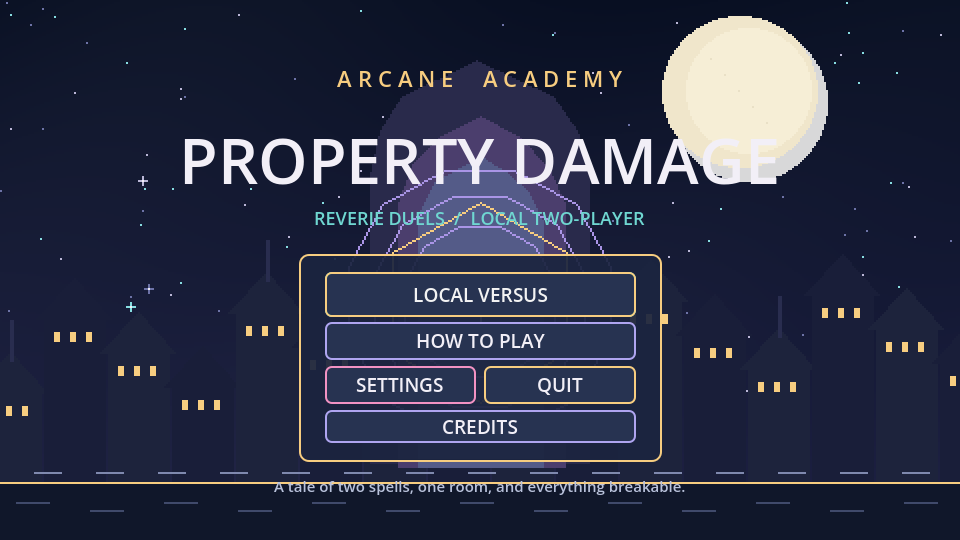 ARCANE ACADEMY
PROPERTY DAMAGE
REVERIE DUELS / LOCAL TWO-PLAYER
LOCAL VERSUS
HOW TO PLAY
SETTINGS QUIT
CREDITS
A tale of two spells, one room, and everything breakable.